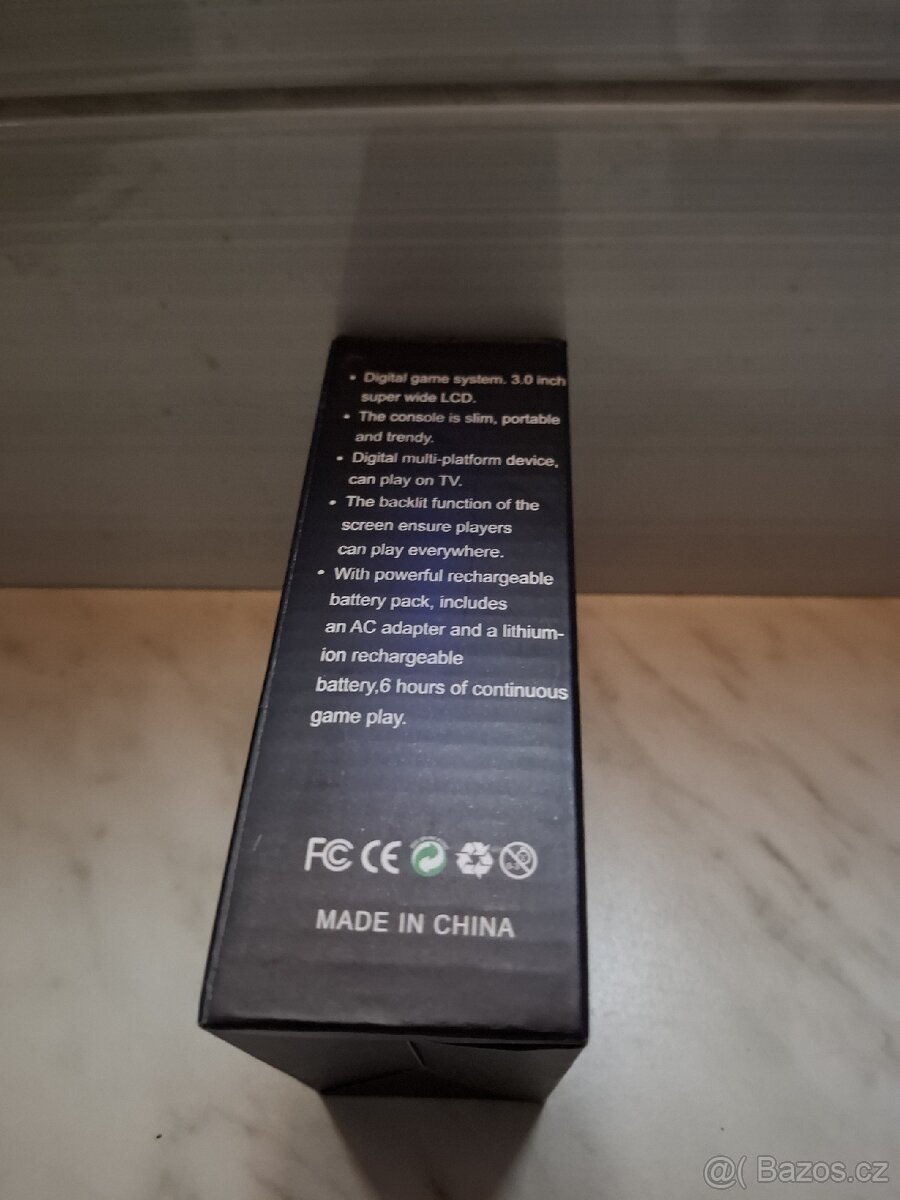 • Digital game system. 3.0 inch
super wide LCD.
• The console is slim, portable
and trendy.
• Digital multi-platform device,
can play on TV.
• The backlit function of the
screen ensure players
can play everywhere.
• With powerful rechargeable
battery pack, includes
an AC adapter and a lithium-
ion rechargeable
battery,6 hours of continuous
game play.
FC CE
MADE IN CHINA
@( Bazos.cz